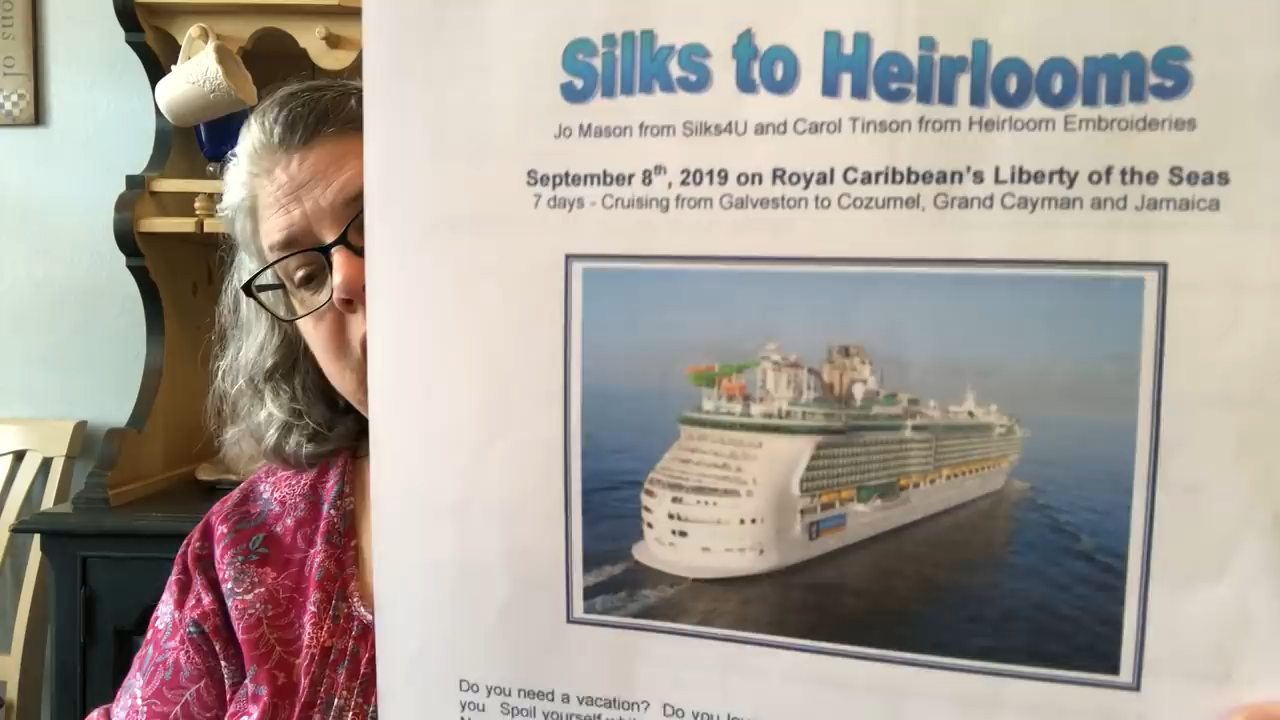 ons of
Silks to Heirlooms
Jo Mason from Silks4U and Carol Tinson from Heirloom Embroideries
September 8th, 2019 on Royal Caribbean's Liberty of the Seas
7 days - Cruising from Galveston to Cozumel, Grand Cayman and Jamaica
Do you need a vacation? Do you
you Spoil yourself